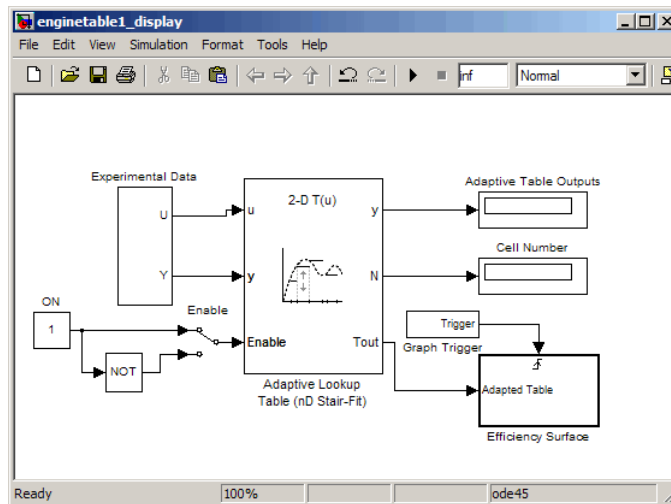 enginetable1_display
File Edit View Simulation Format Tools Help
inf Normal
Experimental Data
U
Y
2-D T(u)
u
y
y
N
Enable
Tout
Adaptive Lookup
Table (nD Stair-Fit)
Adaptive Table Outputs
Cell Number
ON
1
NOT
Enable
Trigger
Graph Trigger
Adapted Table
Efficiency Surface
Ready 100% ode45